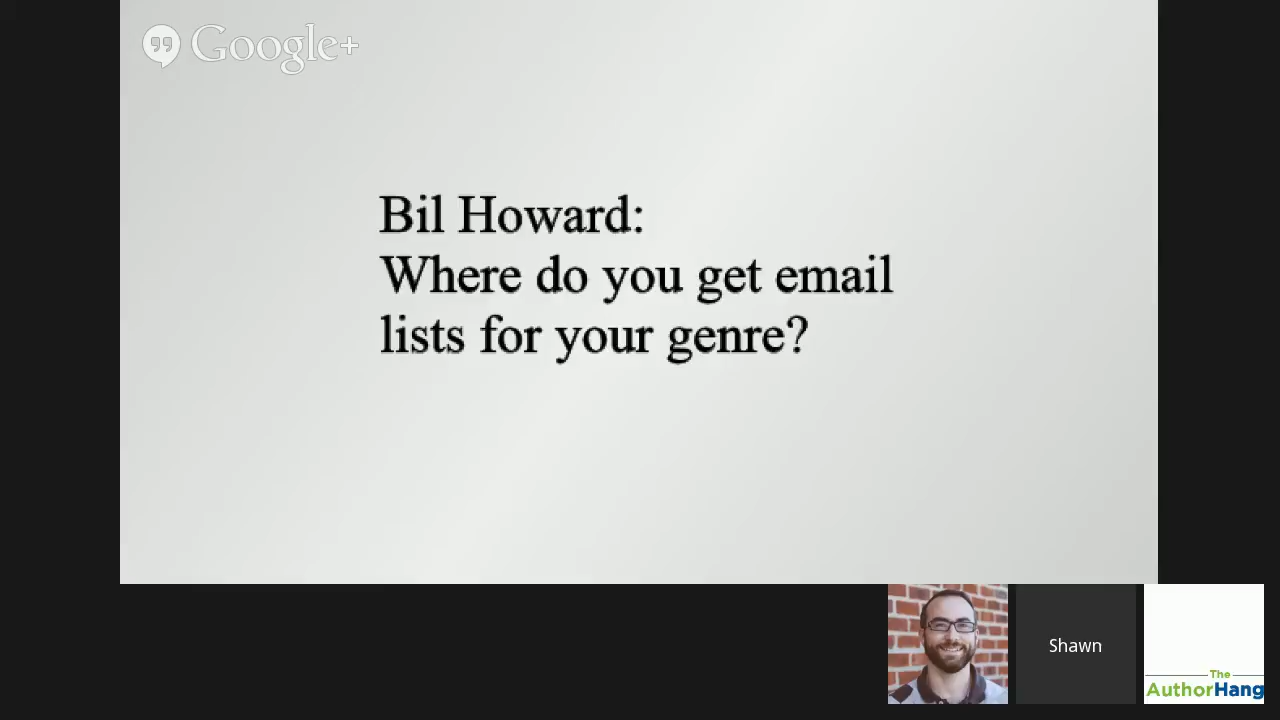 Google+
Bil Howard:
Where do you get email
lists for your genre?
Shawn
The
AuthorHang